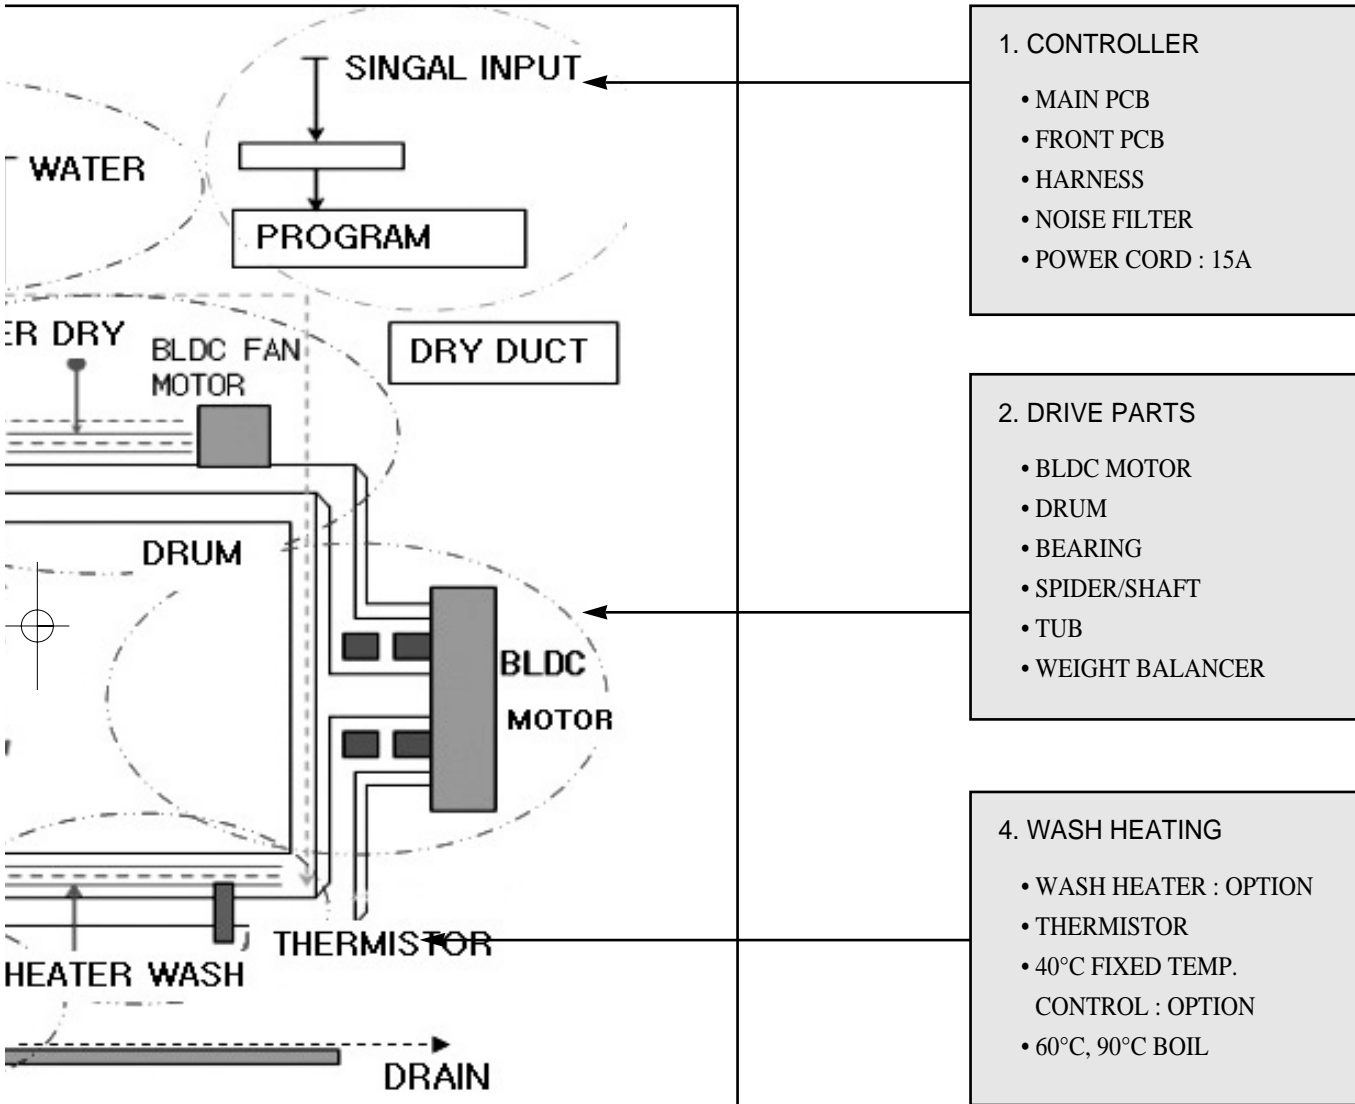 SINGAL INPUT
WATER
PROGRAM
ER DRY
BLDC FAN
MOTOR
DRY DUCT
DRUM
BLDC
MOTOR
THERMISTOR
HEATER WASH
DRAIN
1. CONTROLLER
• MAIN PCB
• FRONT PCB
• HARNESS
• NOISE FILTER
• POWER CORD : 15A
2. DRIVE PARTS
• BLDC MOTOR
• DRUM
• BEARING
• SPIDER/SHAFT
• TUB
• WEIGHT BALANCER
4. WASH HEATING
• WASH HEATER : OPTION
• THERMISTOR
• 40°C FIXED TEMP.
CONTROL : OPTION
• 60°C, 90°C BOIL